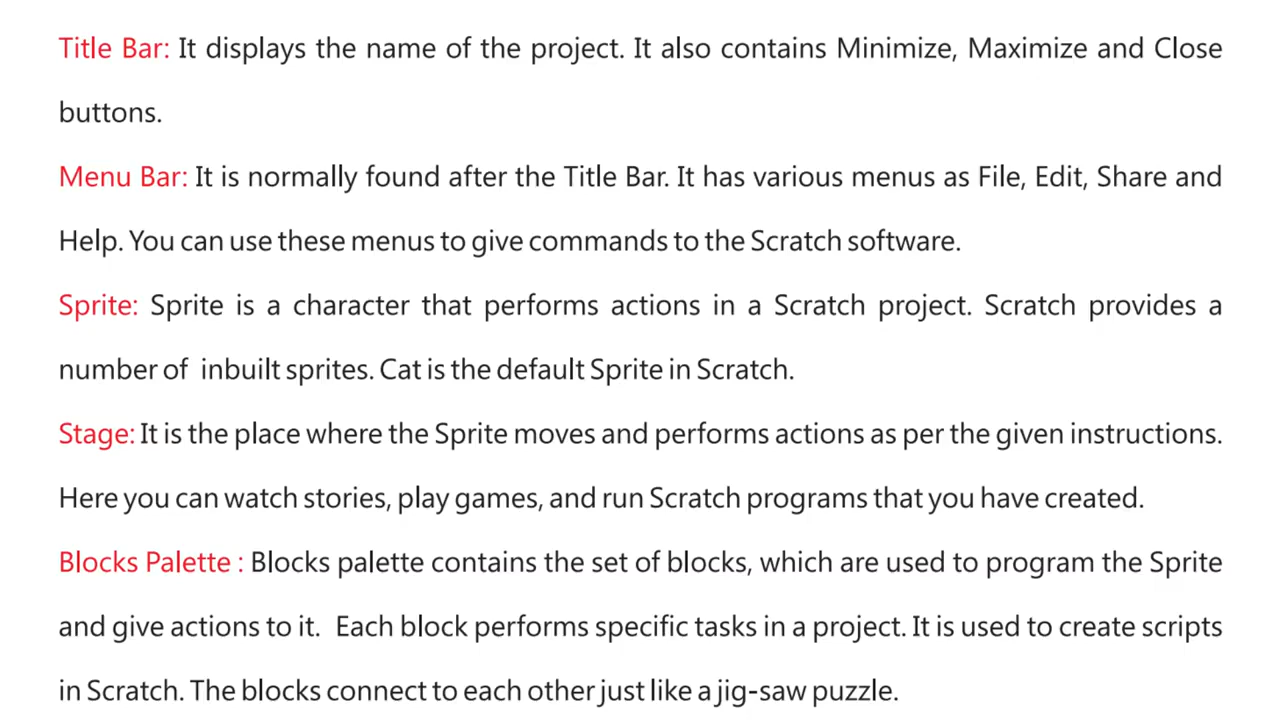 Title Bar: It displays the name of the project. It also contains Minimize, Maximize and Close
buttons.
Menu Bar: It is normally found after the Title Bar. It has various menus as File, Edit, Share and
Help. You can use these menus to give commands to the Scratch software.
Sprite: Sprite is a character that performs actions in a Scratch project. Scratch provides a
number of inbuilt sprites. Cat is the default Sprite in Scratch.
Stage: It is the place where the Sprite moves and performs actions as per the given instructions.
Here you can watch stories, play games, and run Scratch programs that you have created.
Blocks Palette : Blocks palette contains the set of blocks, which are used to program the Sprite
and give actions to it. Each block performs specific tasks in a project. It is used to create scripts
in Scratch. The blocks connect to each other just like a jig-saw puzzle.